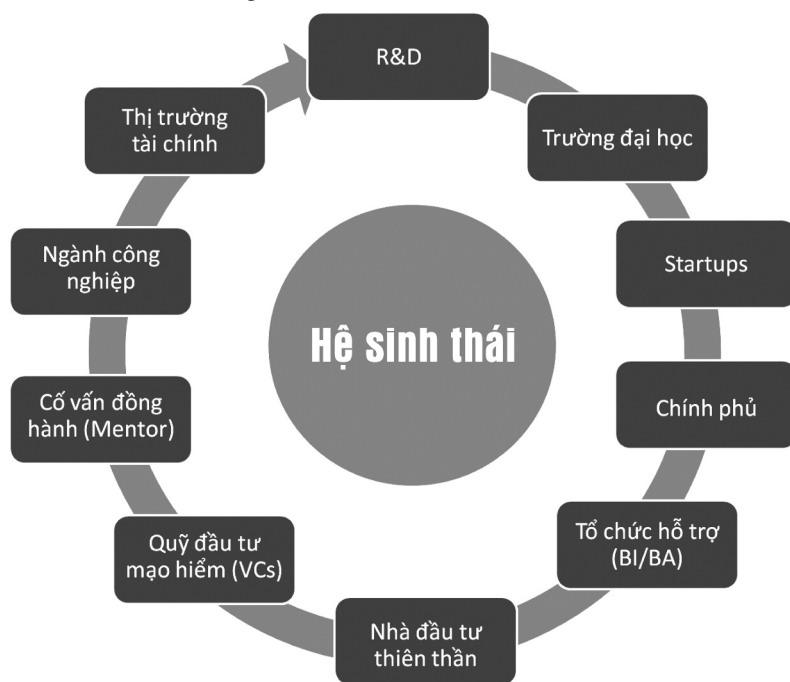 R&D
Trường đại học
Startups
Chính phủ
Tổ chức hỗ trợ
(BI/BA)
Nhà đầu tư
thiên thần
Quỹ đầu tư
mạo hiểm (VCs)
Cố vấn đồng
hành (Mentor)
Ngành công
nghiệp
Thị trường
tài chính
Hệ sinh thái